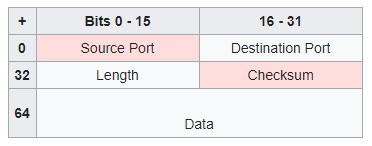 + Bits 0 - 15 16 - 31
0 Source Port Destination Port
32 Length Checksum
64 Data